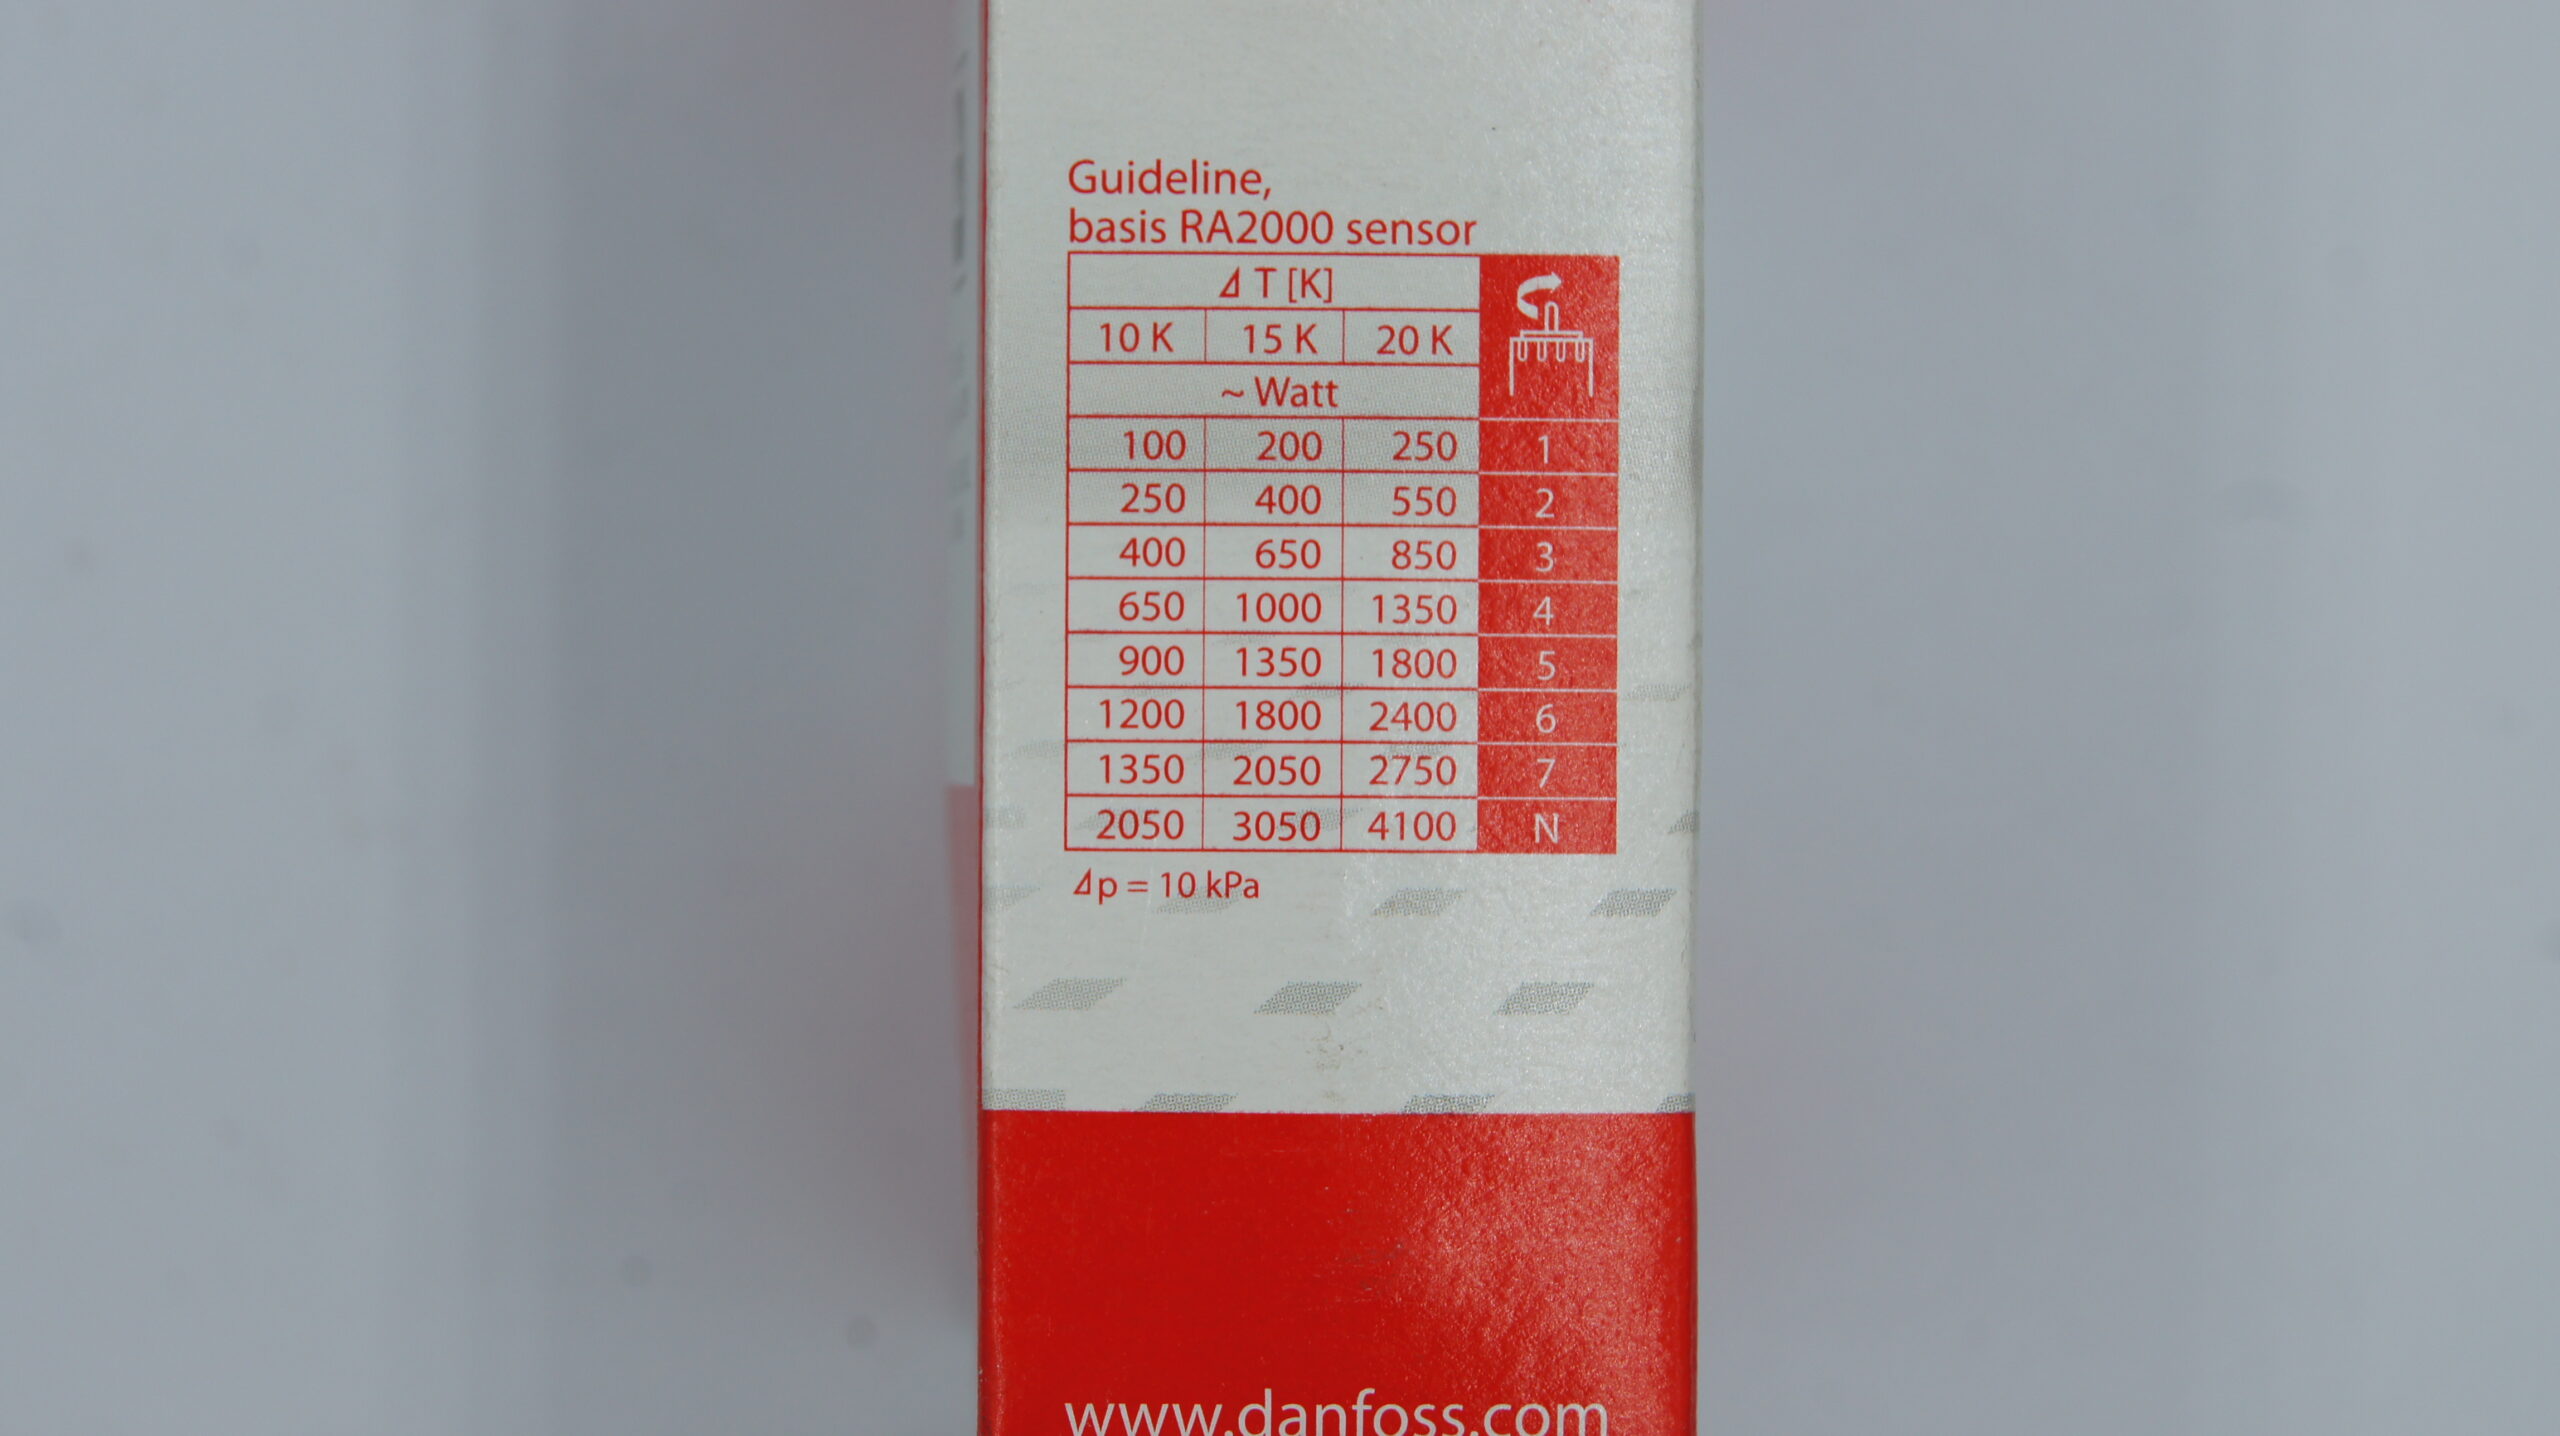 Guideline,
basis RA2000 sensor
⊿ T [K]
10 K 15 K 20 K
~ Watt
100 200 250 1
250 400 550 2
400 650 850 3
650 1000 1350 4
900 1350 1800 5
1200 1800 2400 6
1350 2050 2750 7
2050 3050 4100 N
⊿p = 10 kPa
www.danfoss.com